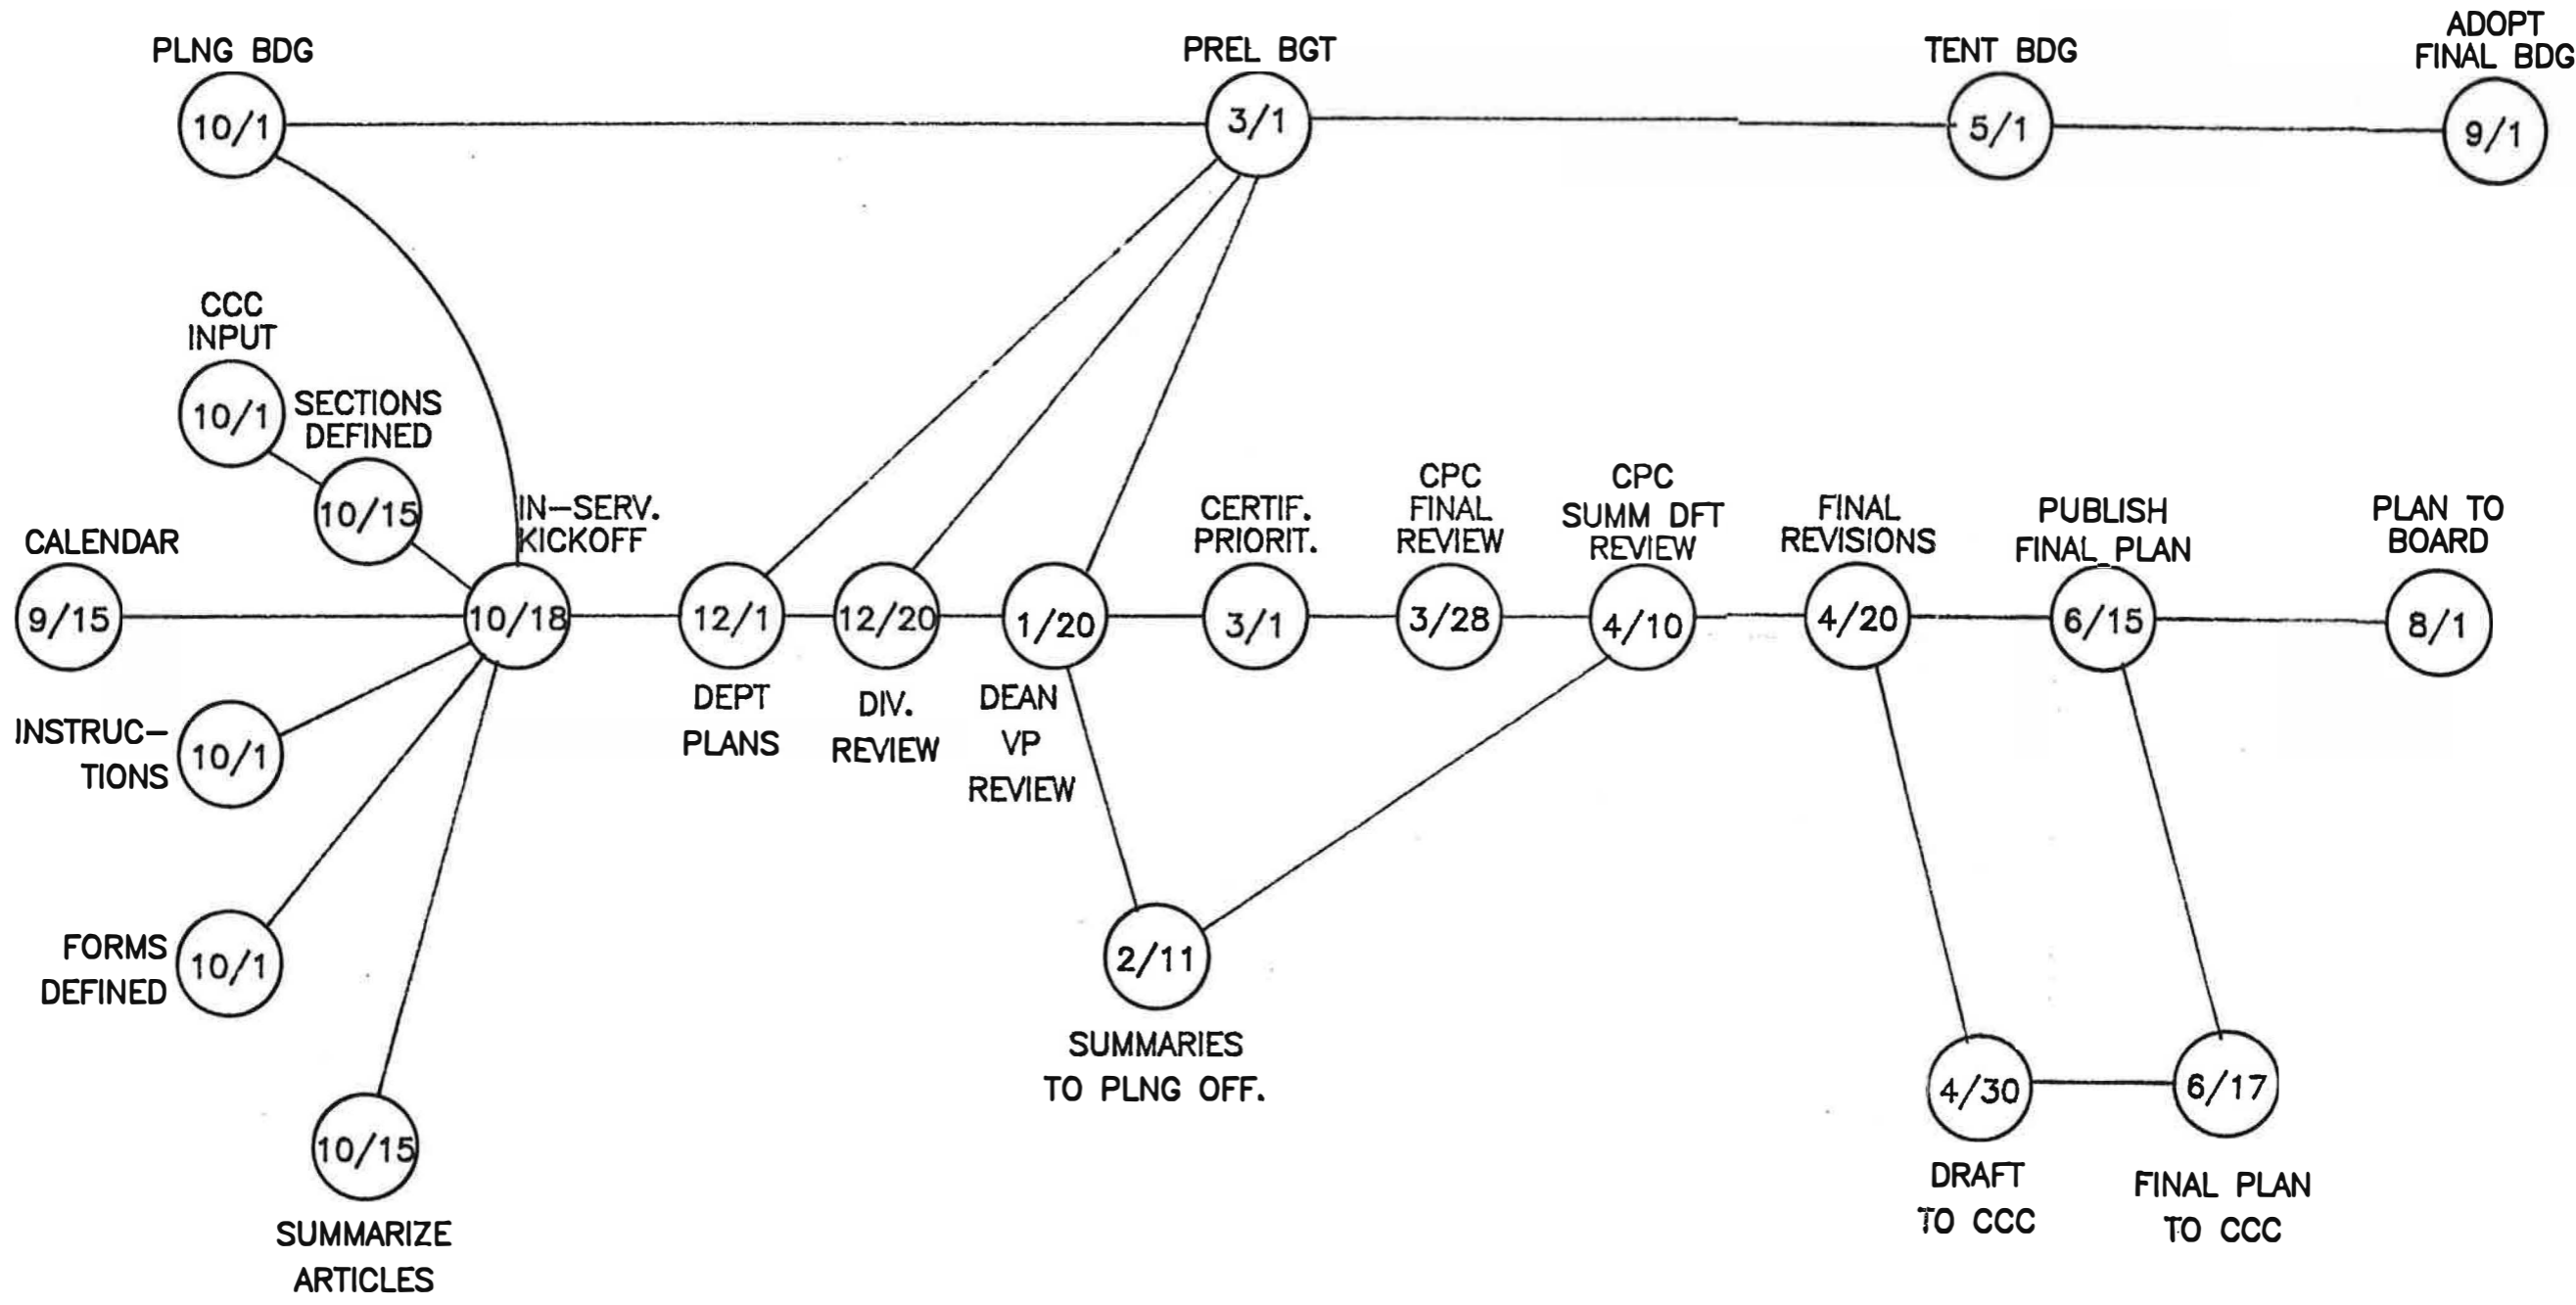 PLNG BDG
10/1
PREL BGT
3/1
TENT BDG
5/1
ADOPT
FINAL BDG
9/1
CCC
INPUT
10/1
SECTIONS
DEFINED
10/15
CALENDAR
9/15
IN-SERV.
KICKOFF
10/18
12/1
DEPT
PLANS
12/20
DIV.
REVIEW
1/20
DEAN
VP
REVIEW
CERTIF.
PRIORIT.
3/1
CPC
FINAL
REVIEW
3/28
CPC
SUMM DFT
REVIEW
4/10
FINAL
REVISIONS
4/20
PUBLISH
FINAL PLAN
6/15
PLAN TO
BOARD
8/1
INSTRUC-
TIONS
10/1
FORMS
DEFINED
10/1
10/15
SUMMARIZE
ARTICLES
2/11
SUMMARIES
TO PLNG OFF.
4/30
DRAFT
TO CCC
6/17
FINAL PLAN
TO CCC